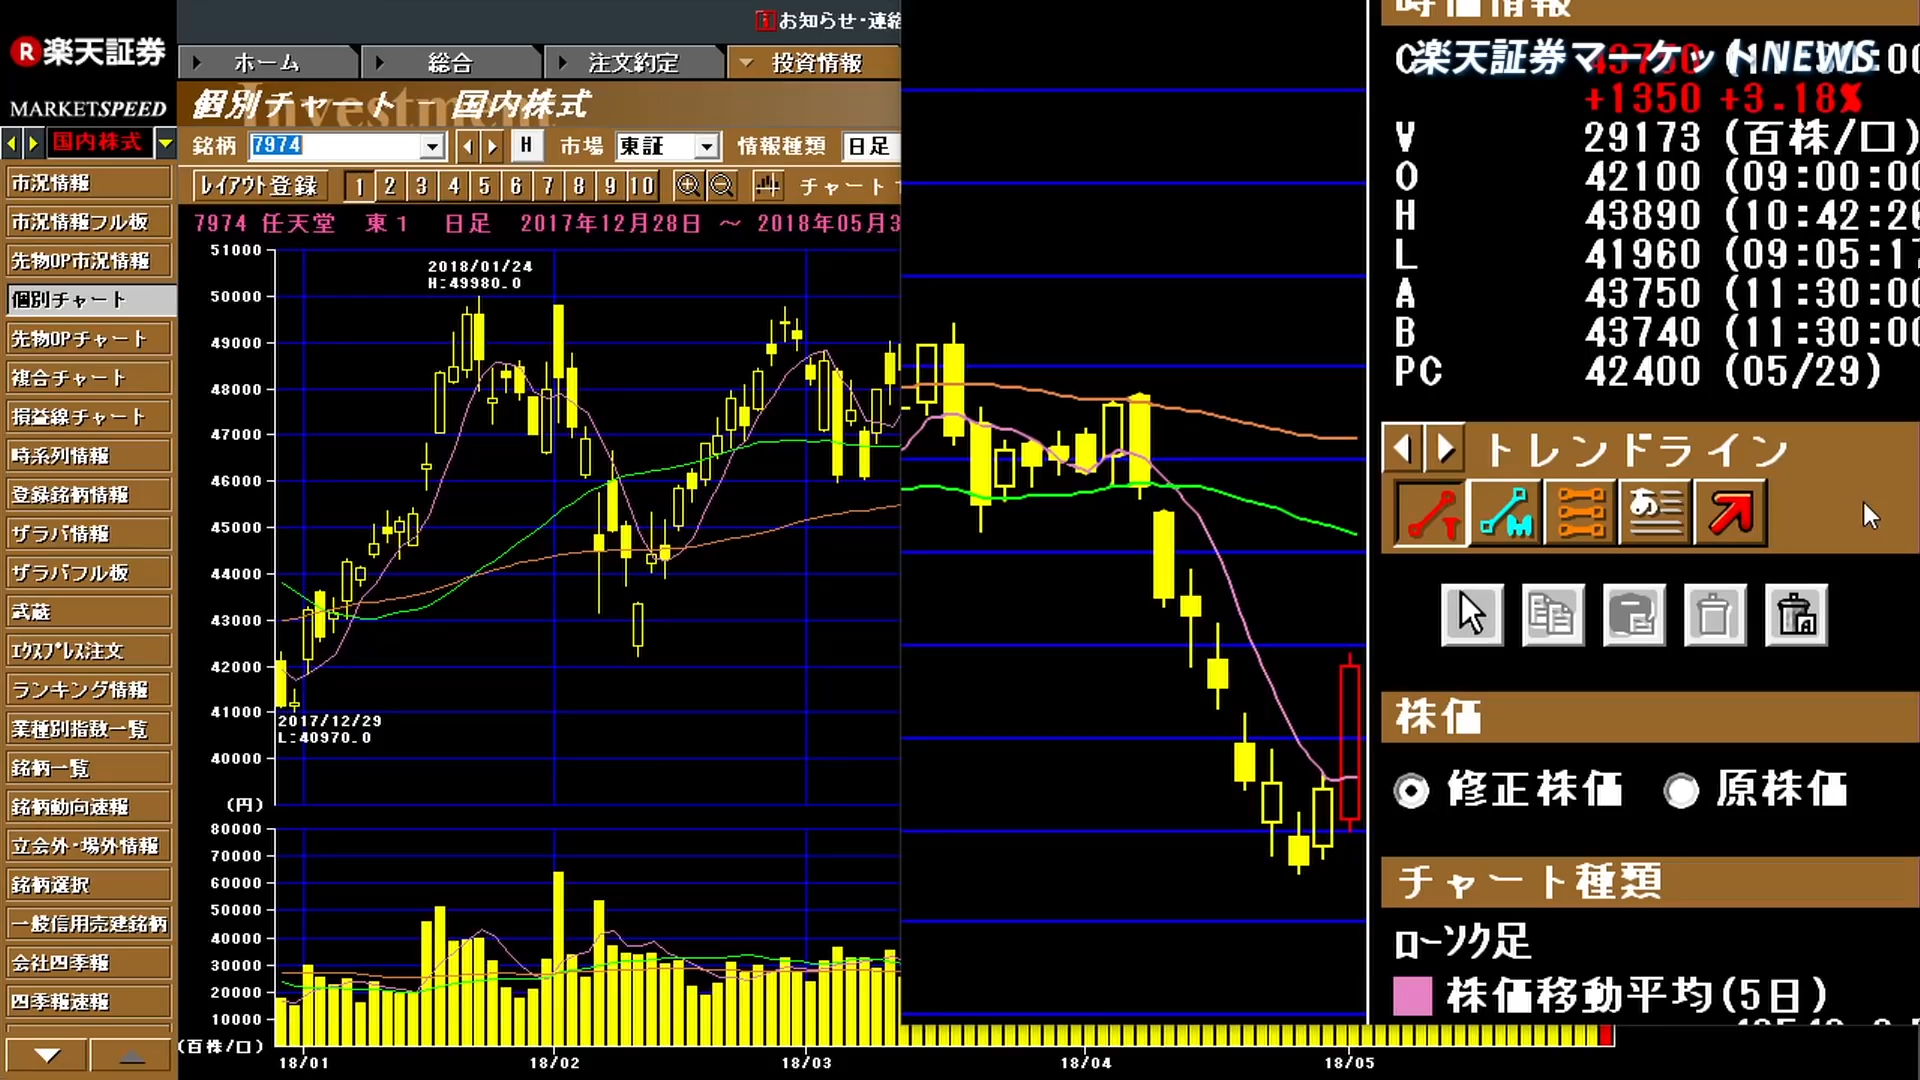 お知らせ・連絡
R楽天証券
MARKETSPEED
国内株式
ホーム
総合
注文約定
投資情報
Investment
個別チャート - 国内株式
銘柄 7974
H
市場 東証
情報種類 日足
レイアウト登録
1 2 3 4 5 6 7 8 9 10
チャート
7974 任天堂 東1 日足 2017年12月28日 ～ 2018年05月3
市況情報
市況情報フル板
先物OP市況情報
個別チャート
先物OPチャート
複合チャート
損益線チャート
時系列情報
登録銘柄情報
ザラバ情報
ザラバフル板
武蔵
エクスプレス注文
ランキング情報
業種別指数一覧
銘柄一覧
銘柄動向速報
立会外・場外情報
銘柄選択
一般信用売建銘柄
会社四季報
四季報速報
51000
50000
49000
48000
47000
46000
45000
44000
43000
42000
41000
40000
(円)
2018/01/24
H:49980.0
2017/12/29
L:40970.0
80000
70000
60000
50000
40000
30000
20000
10000
(百株/口)
18/01
18/02
18/03
18/04
18/05
時価情報
楽天証券マーケットNEWS
C 43750
+1350 +3.18%
V 29173 (百株/口)
O 42100 (09:00:00
H 43890 (10:42:26
L 41960 (09:05:17
A 43750 (11:30:00
B 43740 (11:30:00
PC 42400 (05/29)
トレンドライン
T
M
あ
株価
修正株価
原株価
チャート種類
ローソク足
株価移動平均(5日)